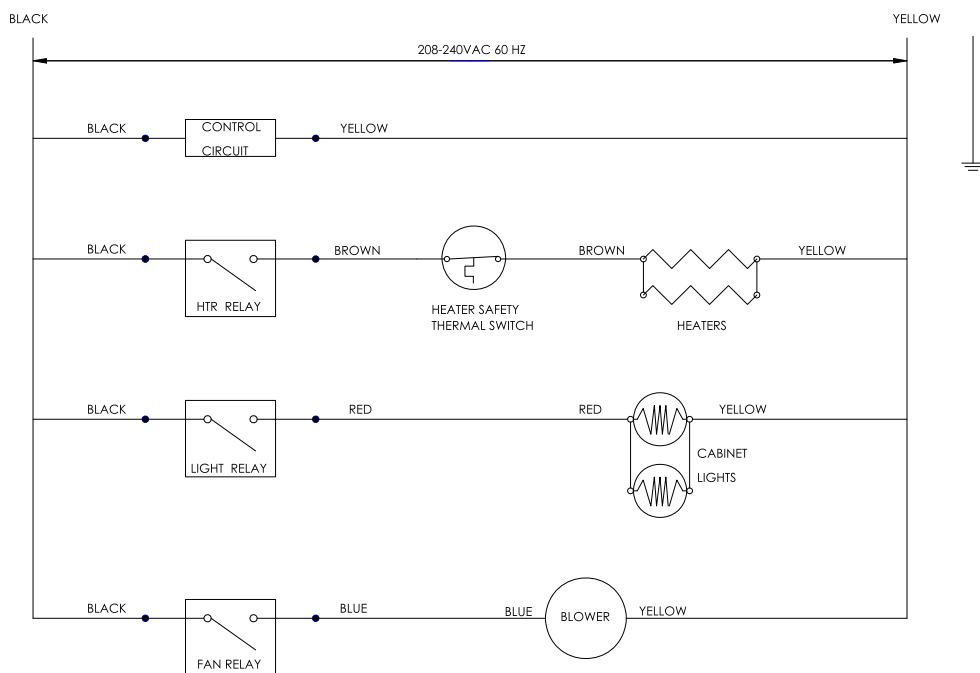 BLACK
YELLOW
208-240VAC 60 HZ
BLACK
CONTROL
CIRCUIT
YELLOW
BLACK
HTR RELAY
BROWN
HEATER SAFETY
THERMAL SWITCH
BROWN
HEATERS
YELLOW
BLACK
LIGHT RELAY
RED
RED
YELLOW
CABINET
LIGHTS
BLACK
FAN RELAY
BLUE
BLUE
BLOWER
YELLOW